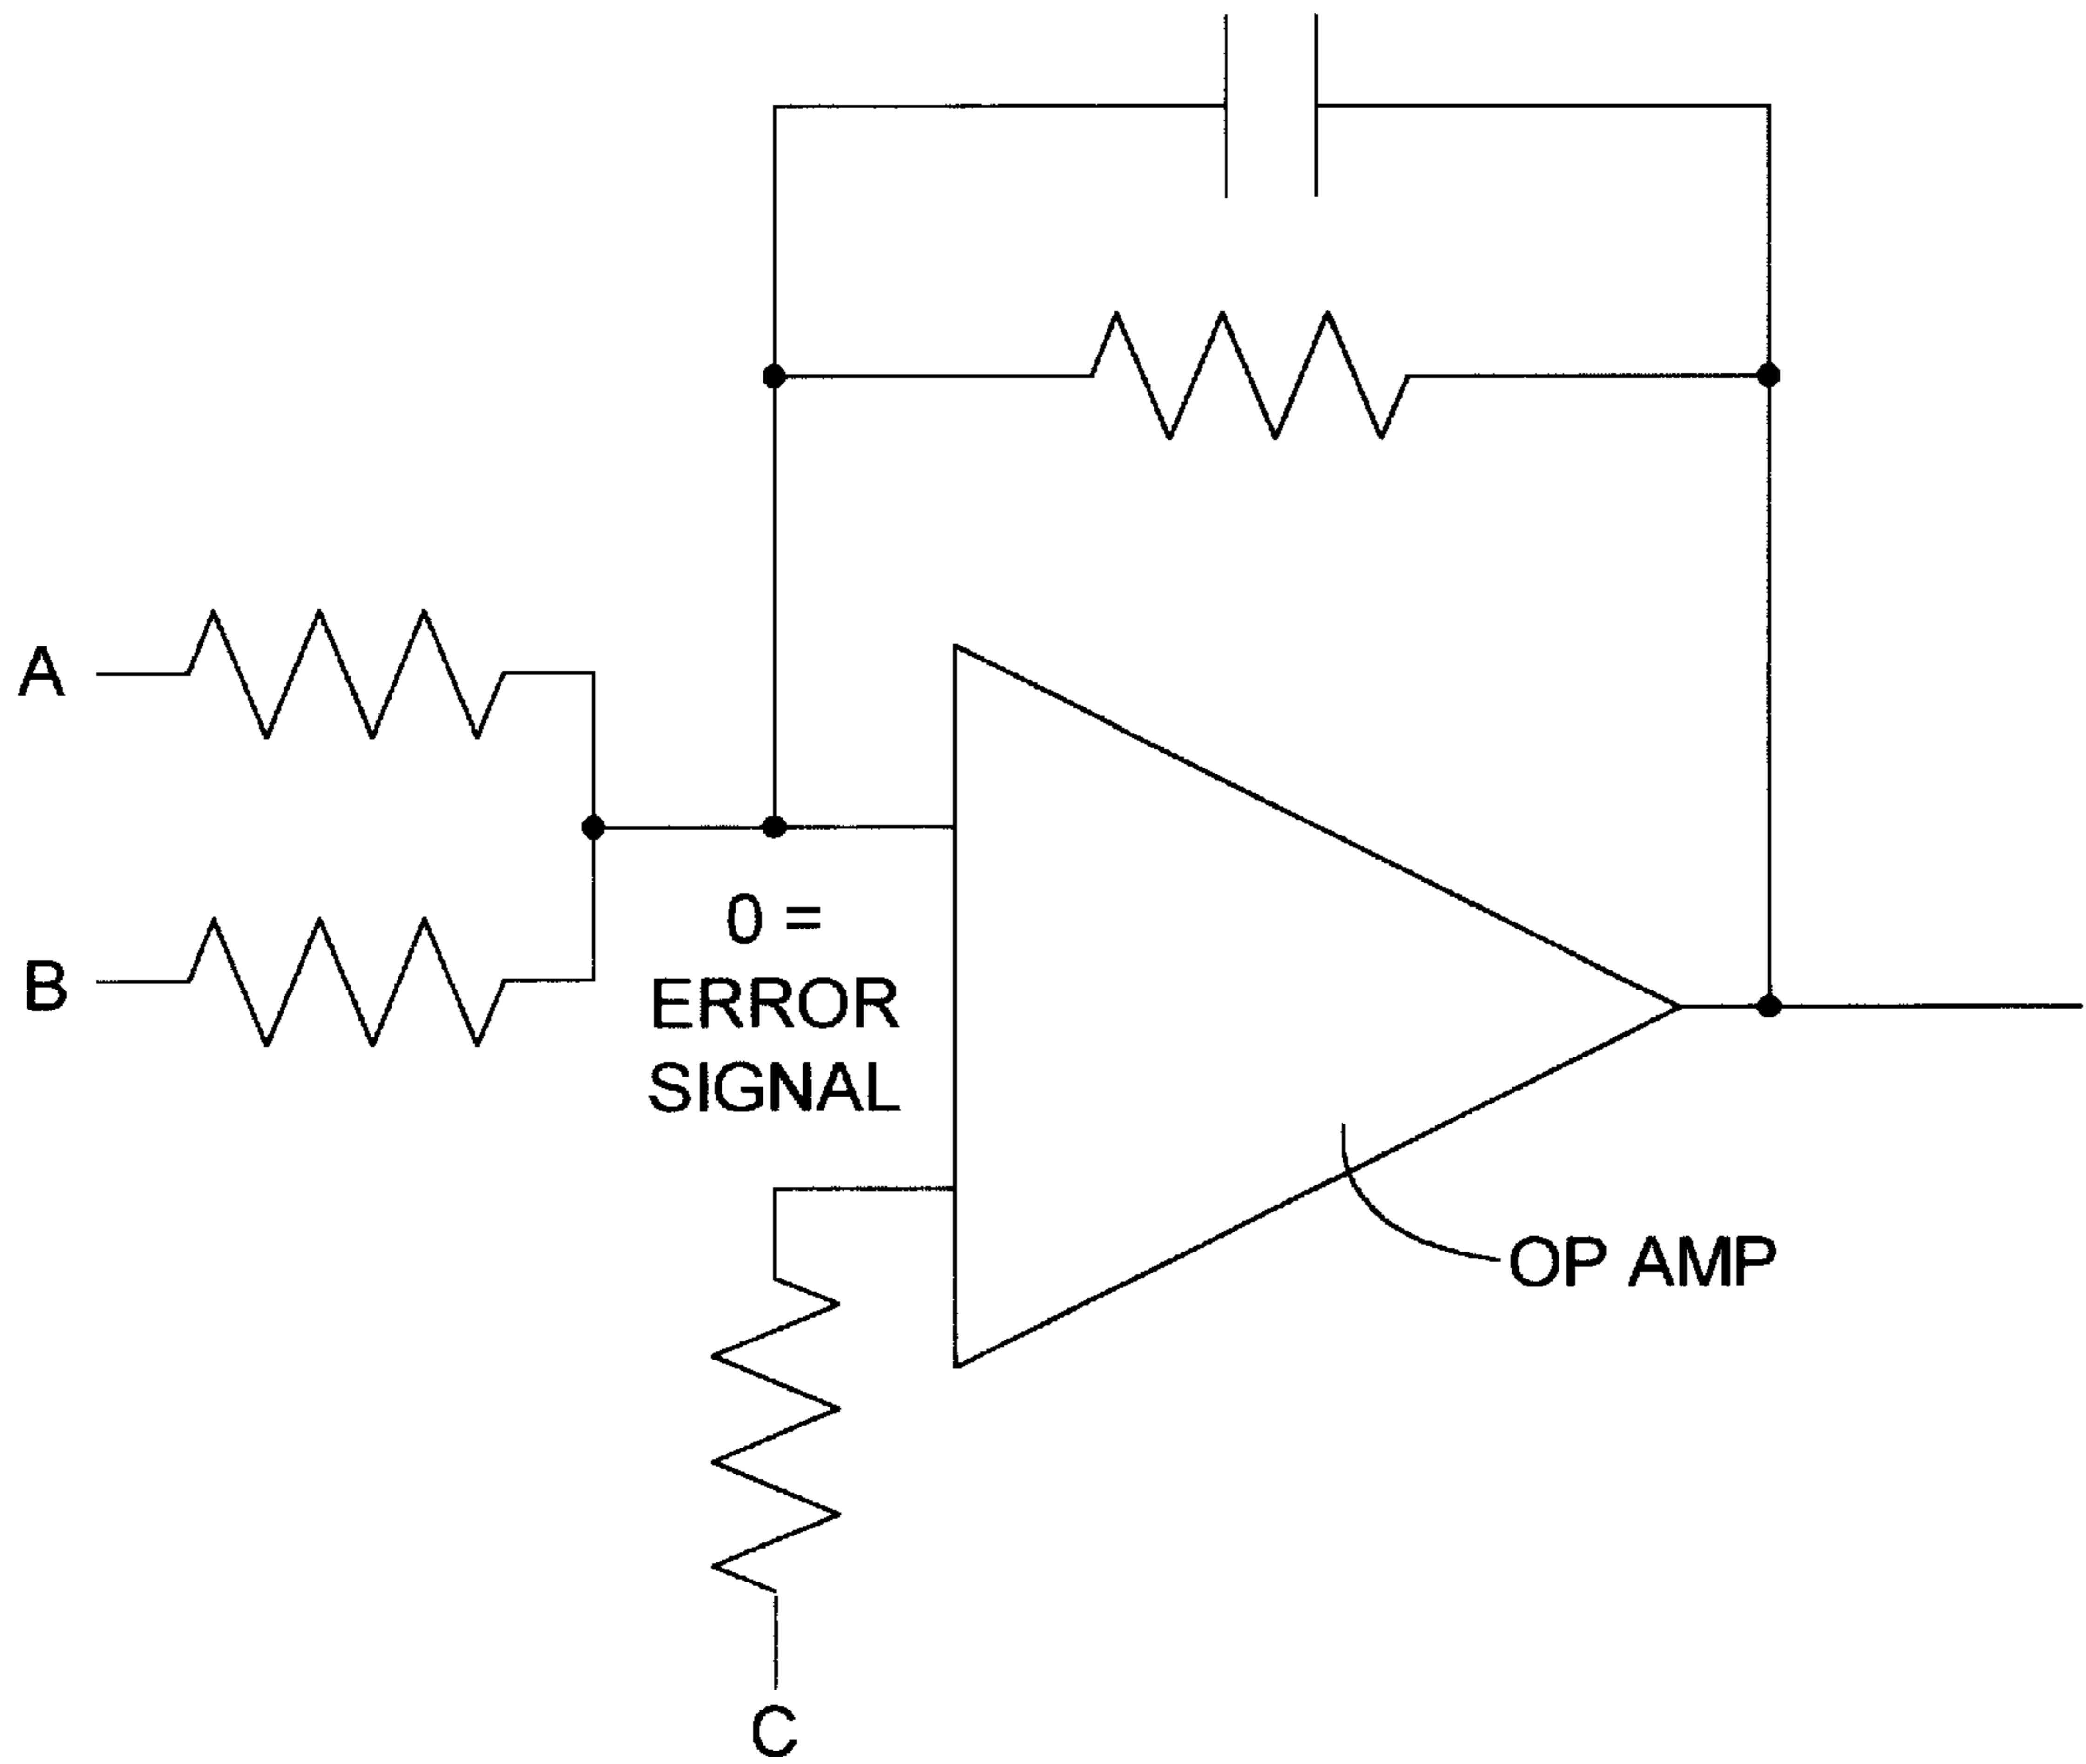 A
B
0 =
ERROR
SIGNAL
OP AMP
C